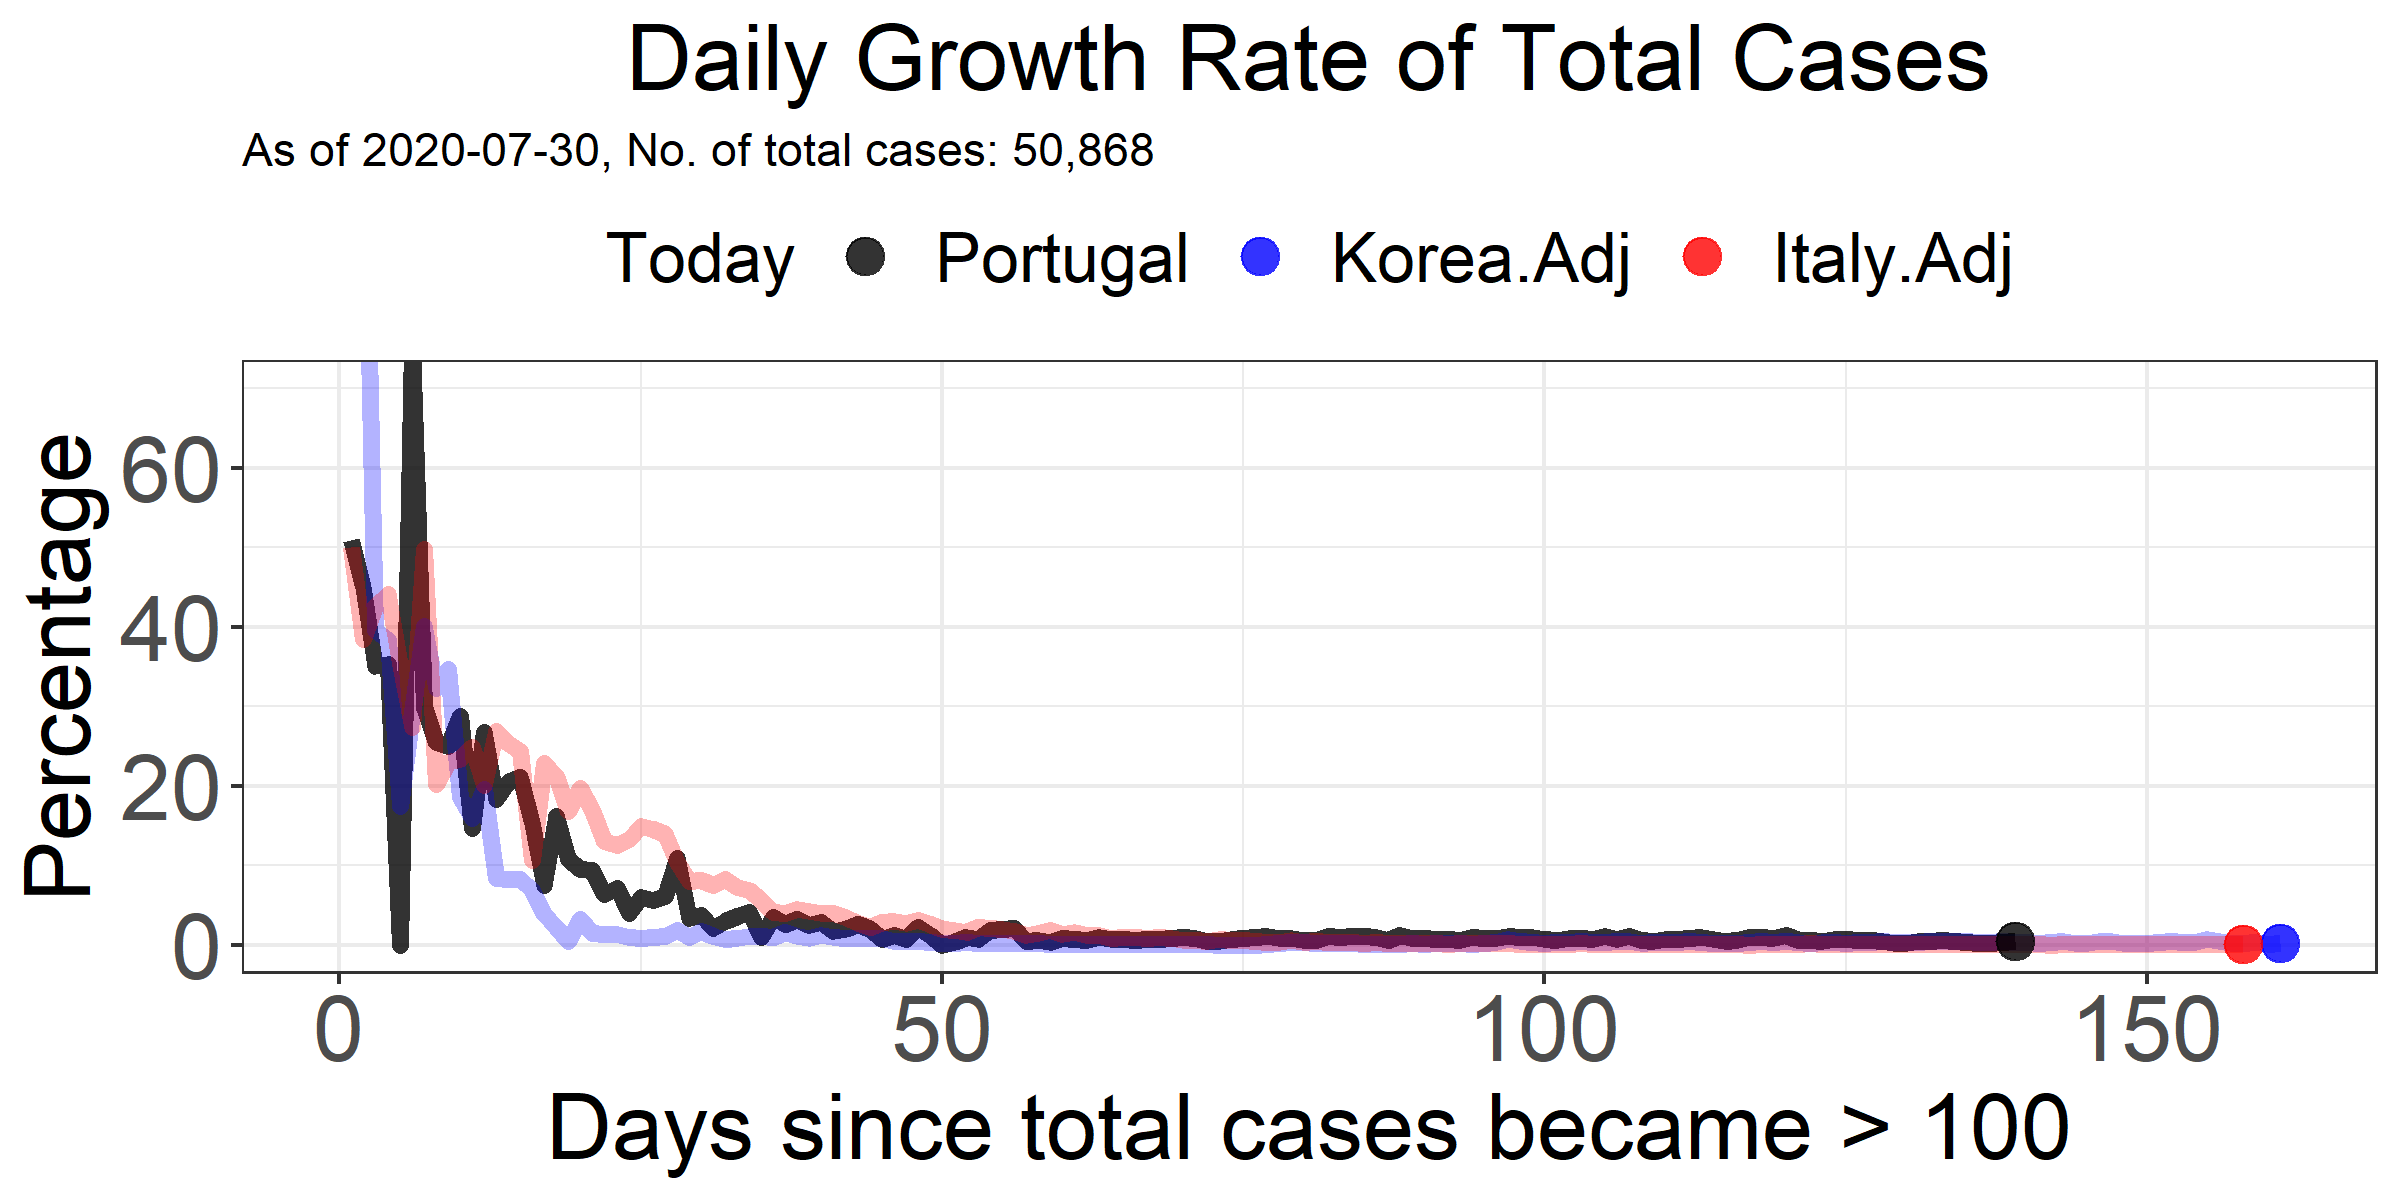 Daily Growth Rate of Total Cases
As of 2020-07-30, No. of total cases: 50,868
Today Portugal Korea.Adj Italy.Adj
Percentage
60
40
20
0
0 50 100 150
Days since total cases became > 100